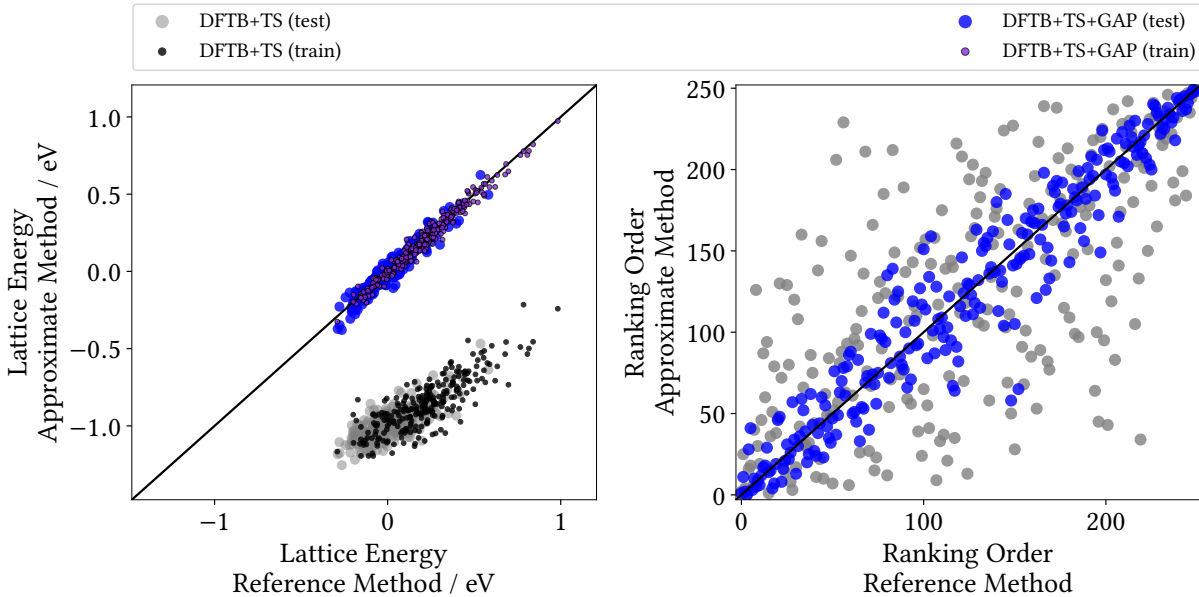 DFTB+TS (test)
DFTB+TS (train)
DFTB+TS+GAP (test)
DFTB+TS+GAP (train)
Lattice Energy
Approximate Method / eV
1.0
0.5
0.0
−0.5
−1.0
−1
0
1
Lattice Energy
Reference Method / eV
Ranking Order
Approximate Method
250
200
150
100
50
0
0
100
200
Ranking Order
Reference Method